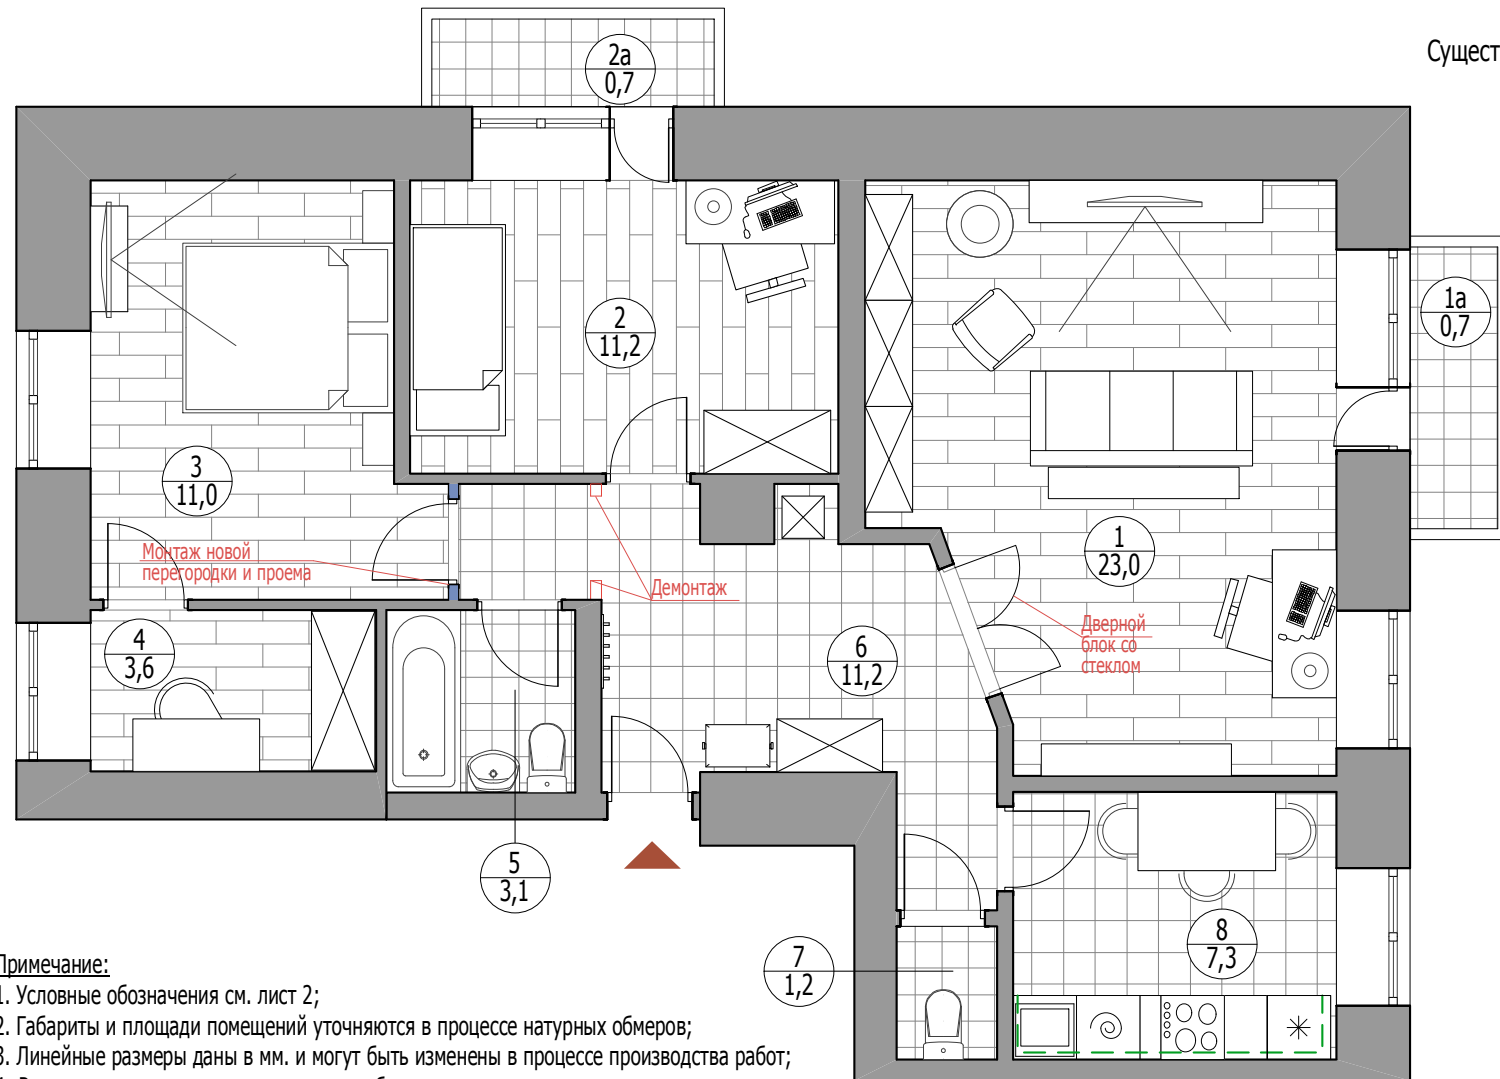 Сущест
2а
0,7
1а
0,7
2
11,2
3
11,0
1
23,0
Монтаж новой
перегородки и проема
Демонтаж
Дверной
блок со
стеклом
4
3,6
6
11,2
5
3,1
7
1,2
8
7,3
Примечание:
1. Условные обозначения см. лист 2;
2. Габариты и площади помещений уточняются в процессе натурных обмеров;
3. Линейные размеры даны в мм. и могут быть изменены в процессе производства работ;